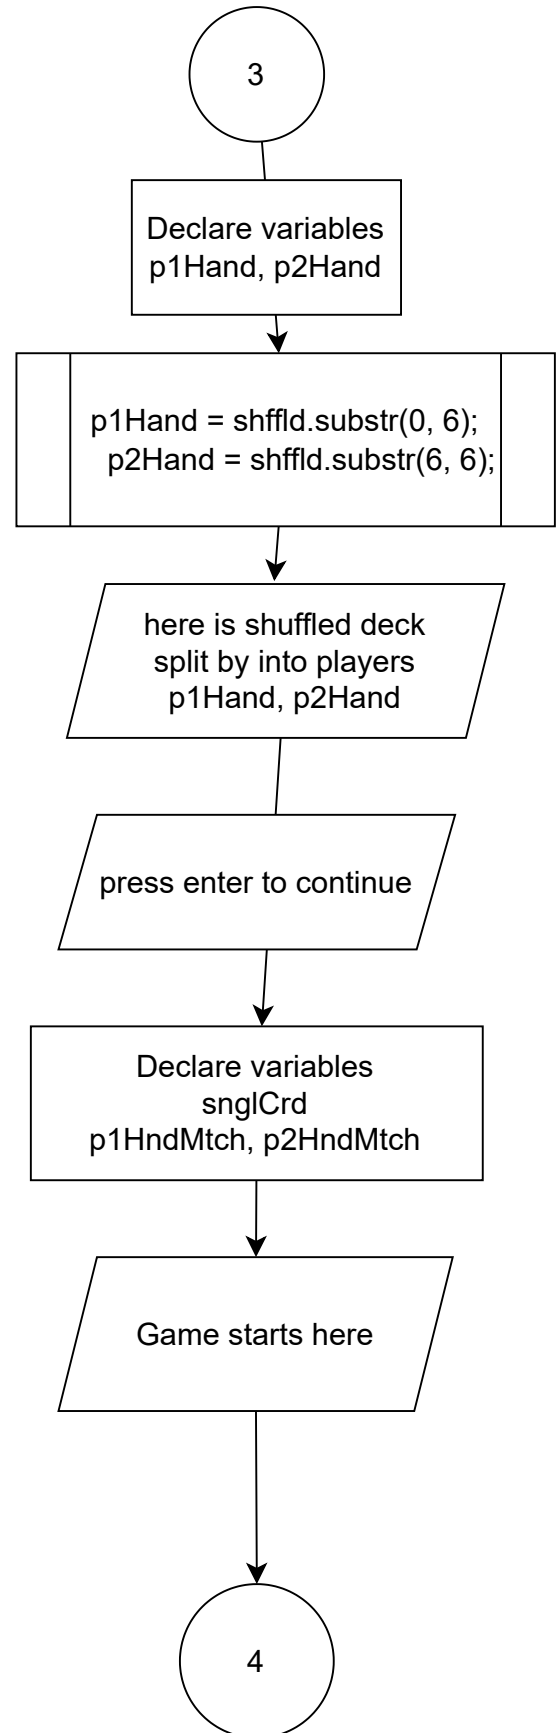 3
Declare variables
p1Hand, p2Hand
p1Hand = shffld.substr(0, 6);
p2Hand = shffld.substr(6, 6);
here is shuffled deck
split by into players
p1Hand, p2Hand
press enter to continue
Declare variables
snglCrd
p1HndMtch, p2HndMtch
Game starts here
4